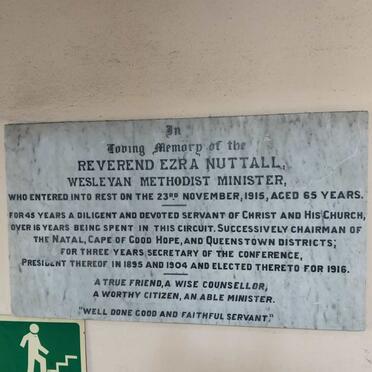 In
Loving Memory of the
REVEREND EZRA NUTTALL,
WESLEYAN METHODIST MINISTER,
WHO ENTERED INTO REST ON THE 23RD NOVEMBER, 1915, AGED 65 YEARS.
FOR 45 YEARS A DILIGENT AND DEVOTED SERVANT OF CHRIST AND HIS CHURCH,
OVER 16 YEARS BEING SPENT IN THIS CIRCUIT. SUCCESSIVELY CHAIRMAN OF
THE NATAL, CAPE OF GOOD HOPE, AND QUEENSTOWN DISTRICTS;
FOR THREE YEARS SECRETARY OF THE CONFERENCE,
PRESIDENT THEREOF IN 1895 AND 1904 AND ELECTED THERETO FOR 1916.
A TRUE FRIEND, A WISE COUNSELLOR,
A WORTHY CITIZEN, AN ABLE MINISTER.
"WELL DONE GOOD AND FAITHFUL SERVANT."